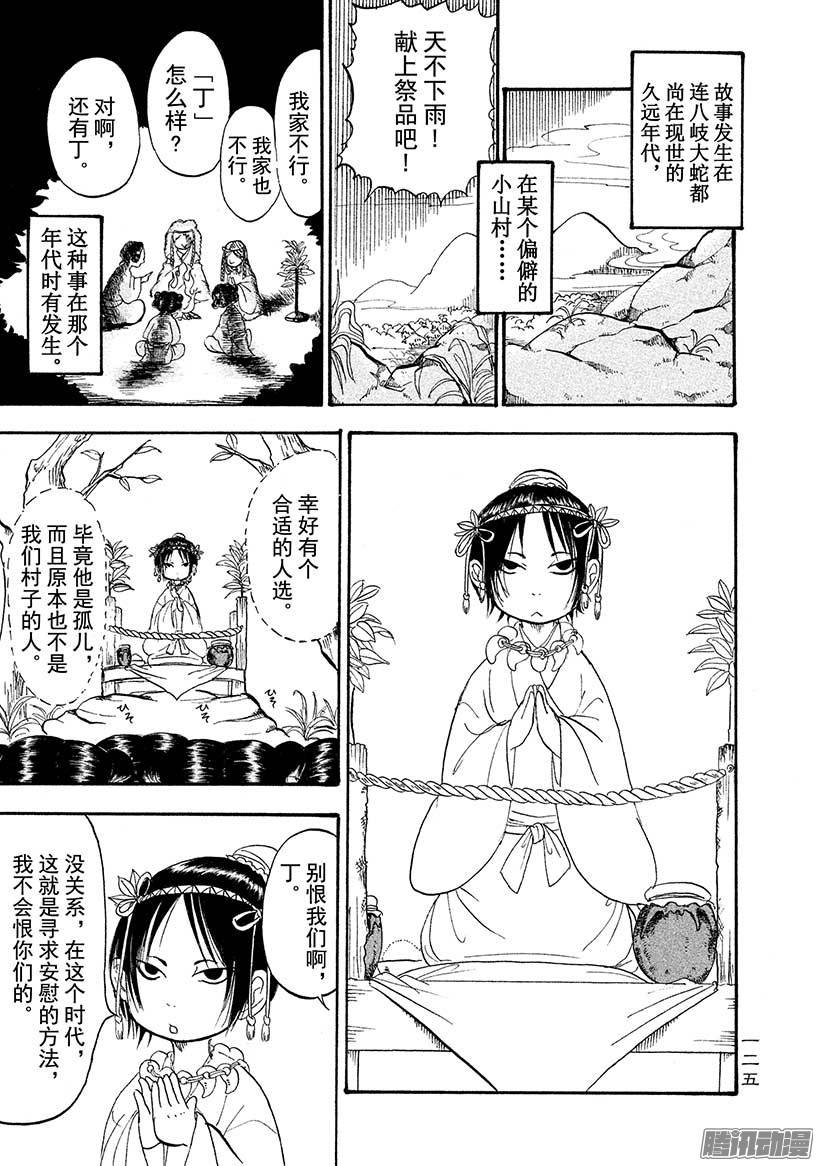 故事发生在
连八岐大蛇都
尚在现世的
久远年代，
在某个偏僻的
小山村……
天不下雨！
献上祭品吧！
我家不行。
我家也
不行。
「丁」
怎么样？
对啊，
还有丁。
这种事在那个
年代时有发生。
幸好有个
合适的人选。
毕竟他是孤儿，
而且原本也不是
我们村子的人。
ひそ
ひそ
别恨我们啊，
丁。
没关系，在这个时代，
这就是寻求安慰的方法，
我不会恨你们的。
一二五
腾讯动漫